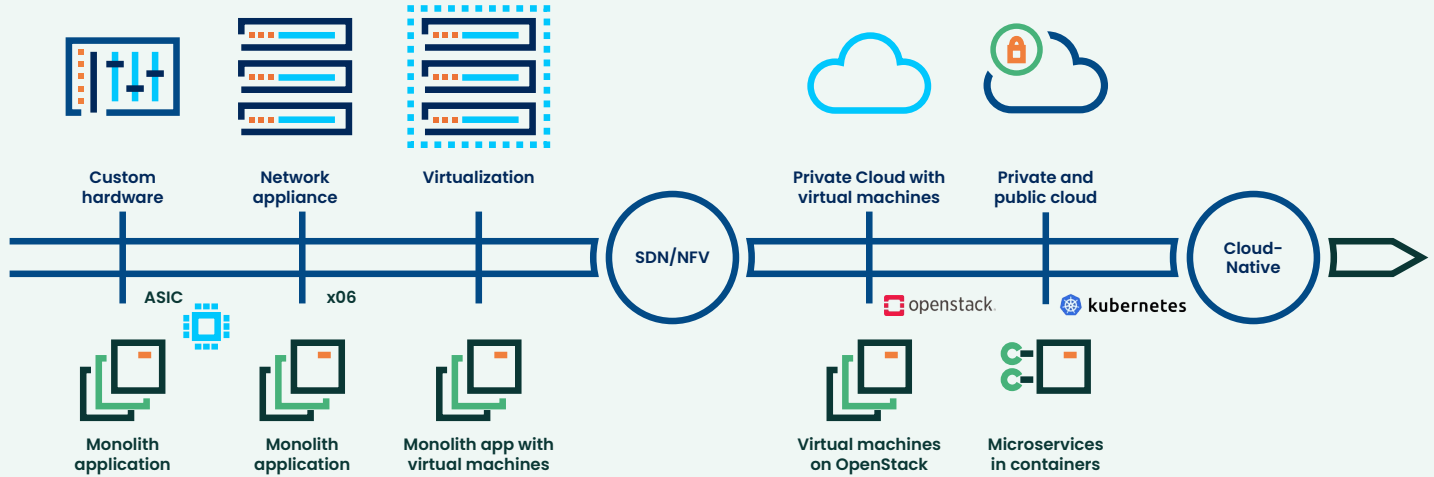 Custom
hardware
Network
appliance
Virtualization
Private Cloud with
virtual machines
Private and
public cloud
SDN/NFV
Cloud-
Native
ASIC
x06
openstack.
kubernetes
Monolith
application
Monolith
application
Monolith app with
virtual machines
Virtual machines
on OpenStack
Microservices
in containers